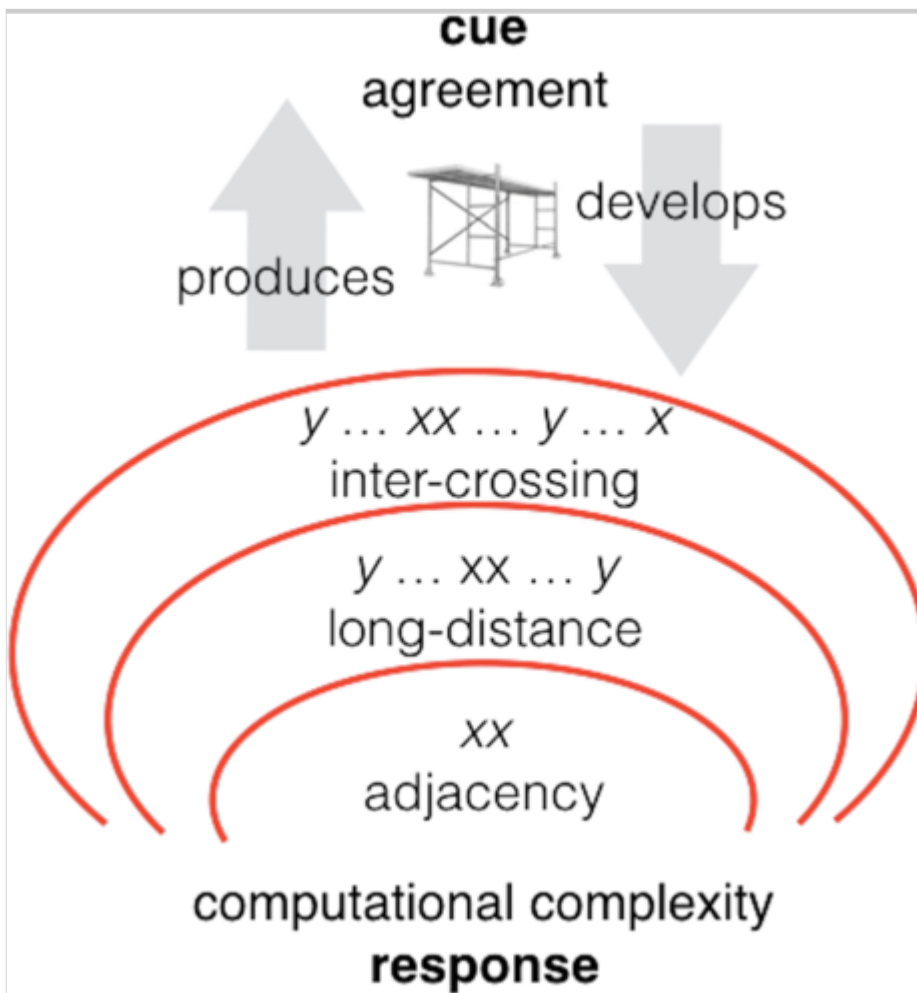 cue
agreement
develops
produces
y ... xx ... y ... x
inter-crossing
y ... xx ... y
long-distance
xx
adjacency
computational complexity
response